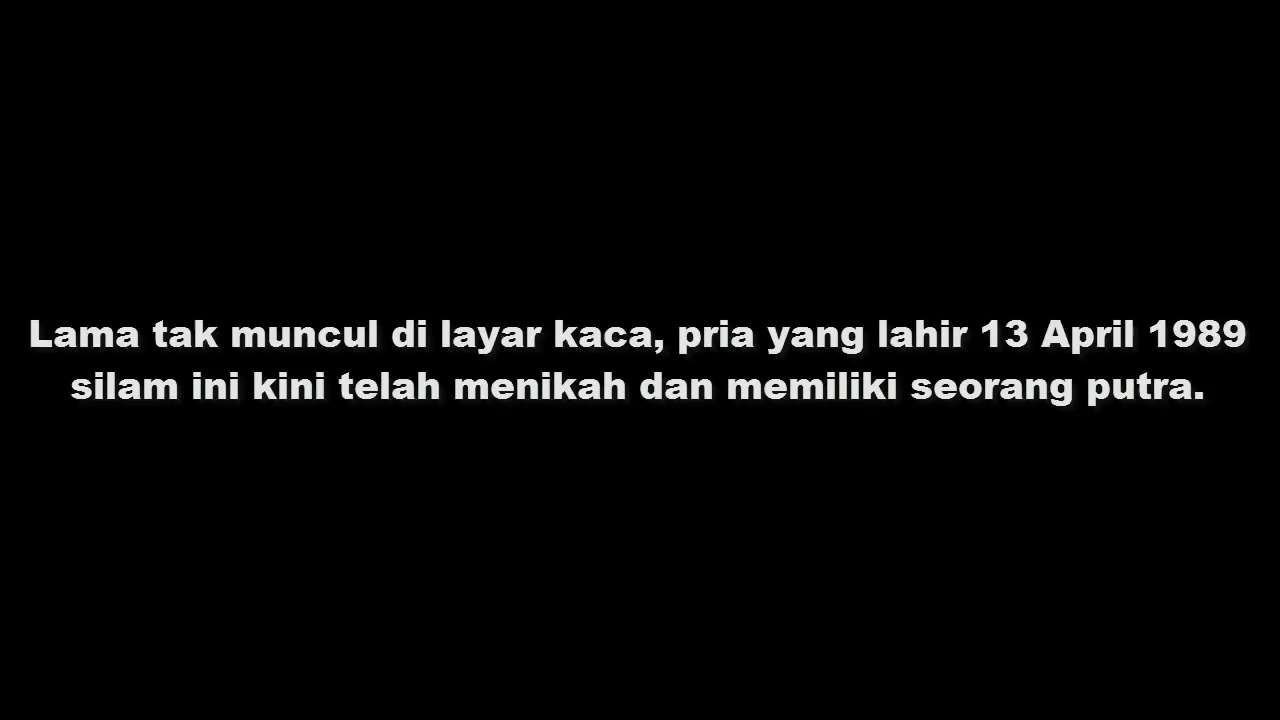 Lama tak muncul di layar kaca, pria yang lahir 13 April 1989
silam ini kini telah menikah dan memiliki seorang putra.